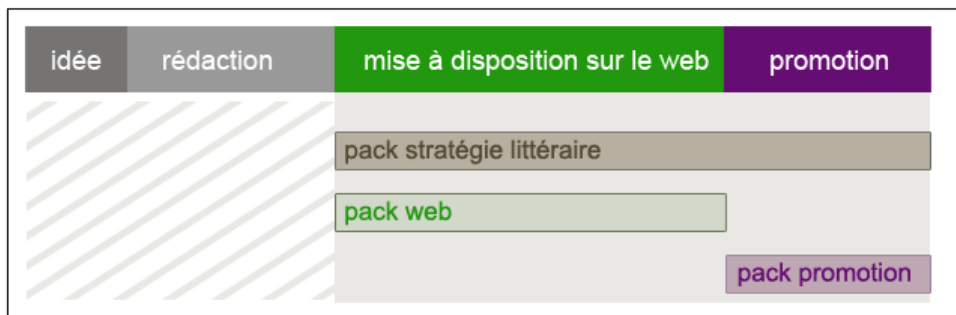 idée rédaction mise à disposition sur le web promotion
pack stratégie littéraire
pack web
pack promotion